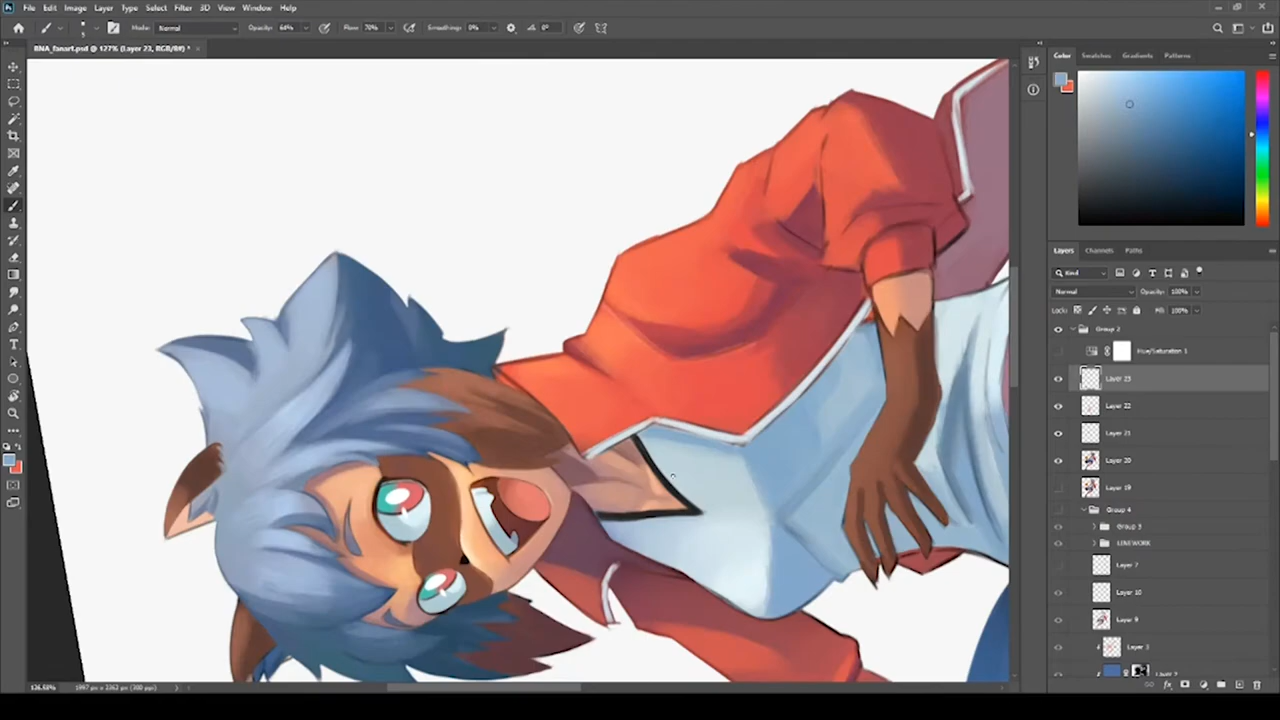 File Edit Image Layer Type Select Filter 3D View Window Help
Mode: Normal Opacity: 64% Flow: 70% Smoothing: 0% 0°
BNA_fanart.psd @ 127% (Layer 23, RGB/8#) *
Color Swatches Gradients Patterns
Layers Channels Paths
Kind
Normal Opacity: 100%
Lock: Fill: 100%
Group 2
Hue/Saturation 1
Layer 23
Layer 22
Layer 21
Layer 20
Layer 19
Group 4
Group 3
LINEWORK
Layer 7
Layer 10
Layer 9
Layer 3